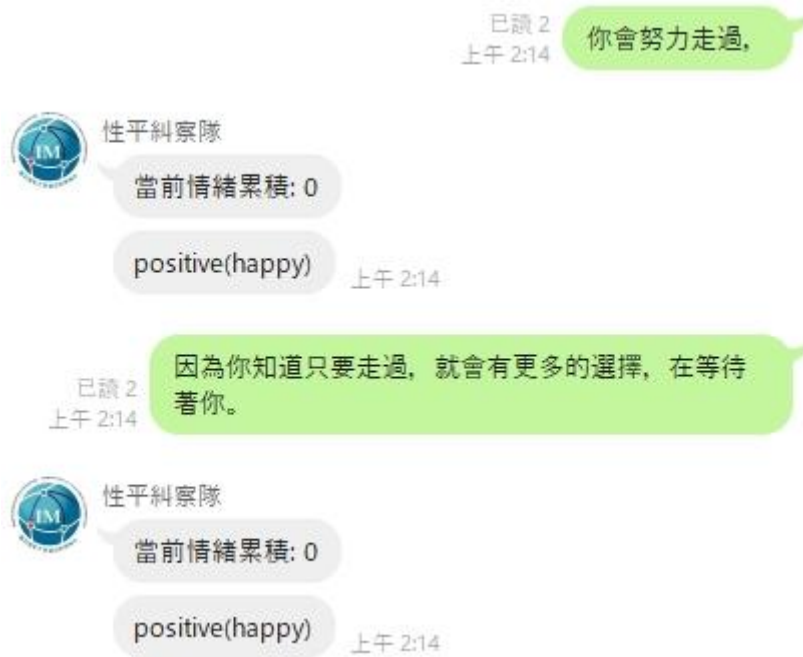 已讀 2
上午 2:14
你會努力走過,
IM
性平糾察隊
當前情緒累積: 0
positive(happy)
上午 2:14
因為你知道只要走過, 就會有更多的選擇, 在等待
著你。
已讀 2
上午 2:14
IM
性平糾察隊
當前情緒累積: 0
positive(happy)
上午 2:14